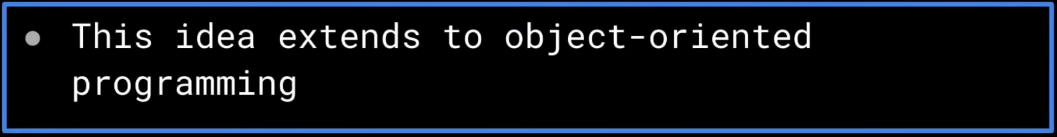 ● This idea extends to object-oriented
programming